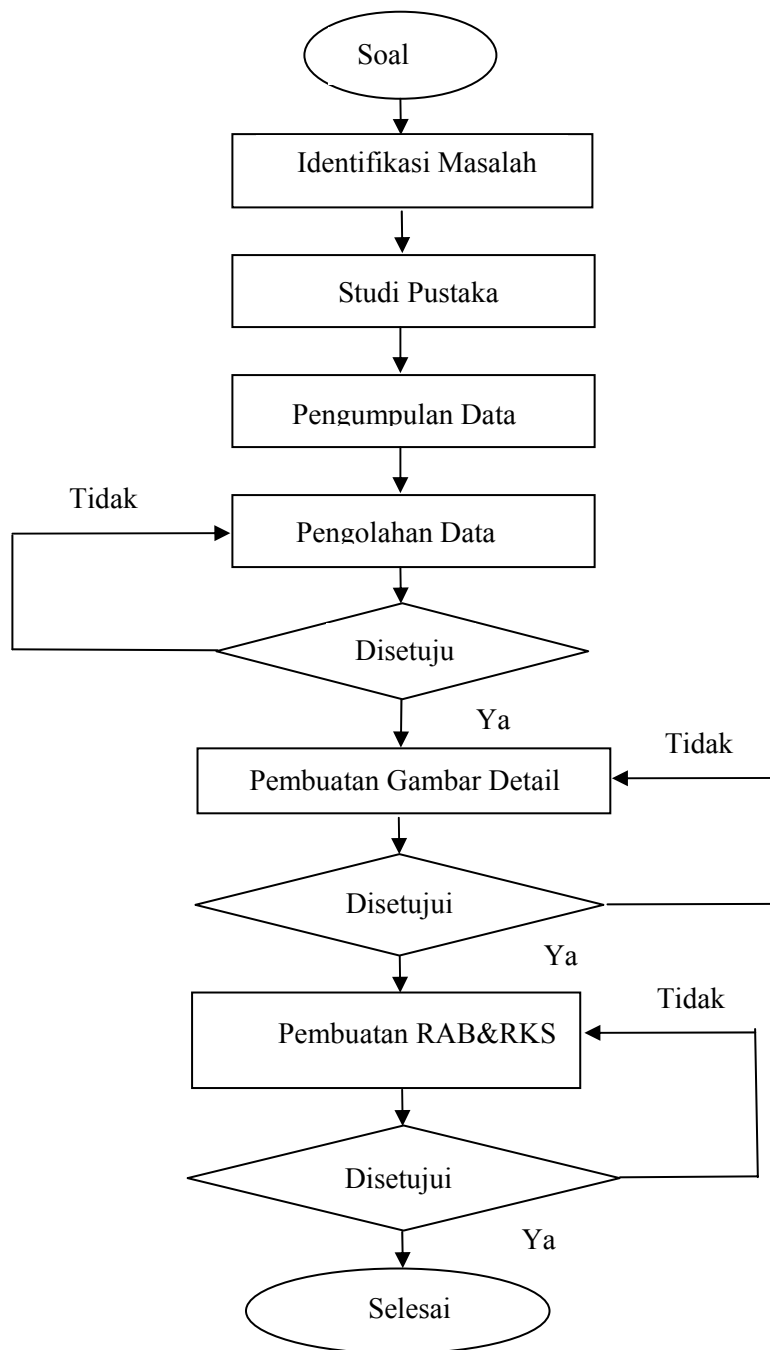 Soal
Identifikasi Masalah
Studi Pustaka
Pengumpulan Data
Tidak
Pengolahan Data
Disetuju
Ya
Tidak
Pembuatan Gambar Detail
Disetujui
Ya
Tidak
Pembuatan RAB&RKS
Disetujui
Ya
Selesai